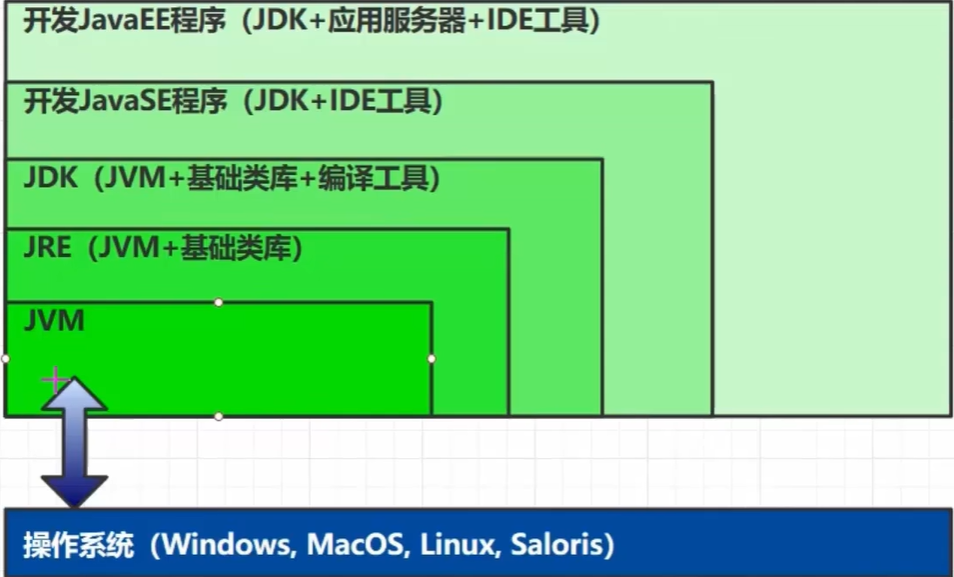 开发JavaEE程序（JDK+应用服务器+IDE工具）
开发JavaSE程序（JDK+IDE工具）
JDK（JVM+基础类库+编译工具）
JRE（JVM+基础类库）
JVM
操作系统（Windows, MacOS, Linux, Saloris）